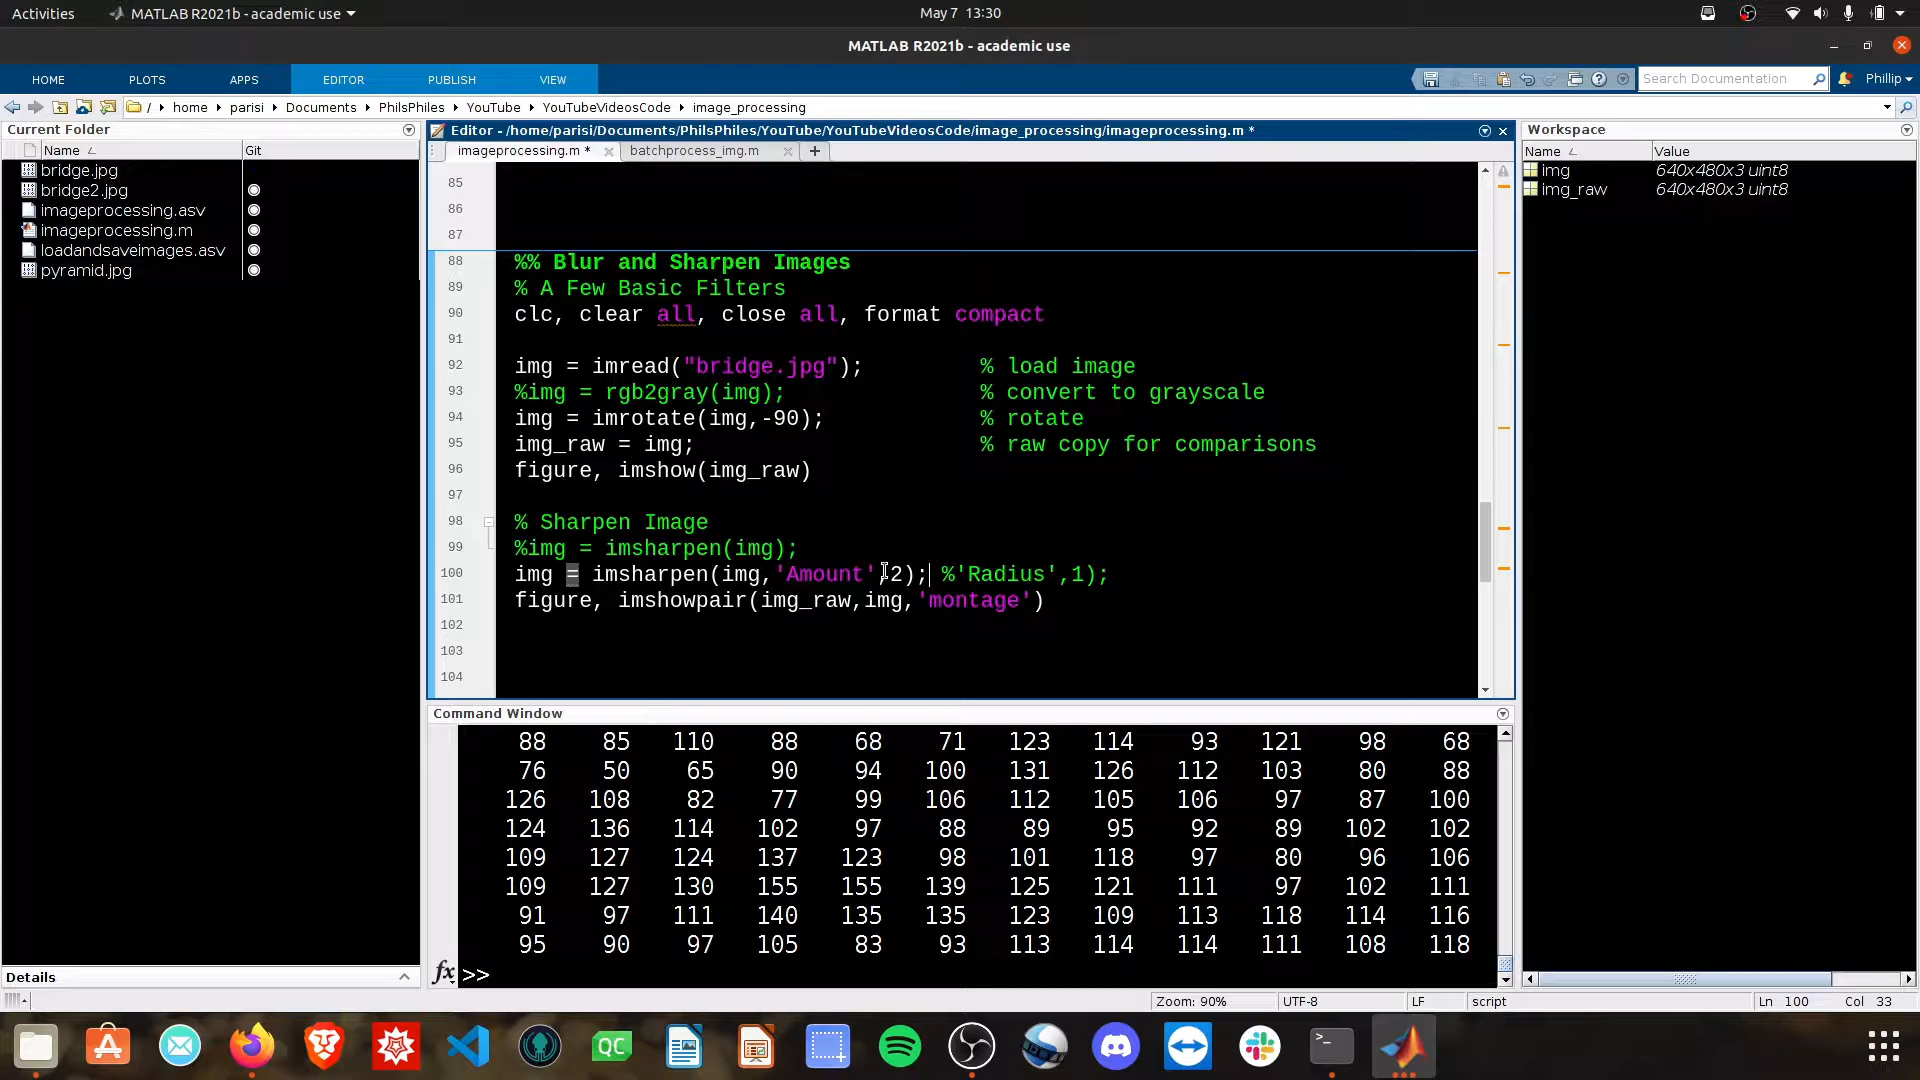 Activities
MATLAB R2021b - academic use
May 7 13:30
MATLAB R2021b - academic use
HOME PLOTS APPS EDITOR PUBLISH VIEW
Search Documentation
Phillip
/ home parisi Documents PhilsPhiles YouTube YouTubeVideosCode image_processing
Current Folder
Name Git
bridge.jpg
bridge2.jpg
imageprocessing.asv
imageprocessing.m
loadandsaveimages.asv
pyramid.jpg
Details
Editor - /home/parisi/Documents/PhilsPhiles/YouTube/YouTubeVideosCode/image_processing/imageprocessing.m *
imageprocessing.m * batchprocess_img.m
85
86
87
88 %% Blur and Sharpen Images
89 % A Few Basic Filters
90 clc, clear all, close all, format compact
91
92 img = imread("bridge.jpg"); % load image
93 %img = rgb2gray(img); % convert to grayscale
94 img = imrotate(img,-90); % rotate
95 img_raw = img; % raw copy for comparisons
96 figure, imshow(img_raw)
97
98 % Sharpen Image
99 %img = imsharpen(img);
100 img = imsharpen(img,'Amount',2); %'Radius',1);
101 figure, imshowpair(img_raw,img,'montage')
102
103
104
Command Window
88 85 110 88 68 71 123 114 93 121 98 68
76 50 65 90 94 100 131 126 112 103 80 88
126 108 82 77 99 106 112 105 106 97 87 100
124 136 114 102 97 88 89 95 92 89 102 102
109 127 124 137 123 98 101 118 97 80 96 106
109 127 130 155 155 139 125 121 111 97 102 111
91 97 111 140 135 135 123 109 113 118 114 116
95 90 97 105 83 93 113 114 114 111 108 118
fx >>
Workspace
Name Value
img 640x480x3 uint8
img_raw 640x480x3 uint8
Zoom: 90% UTF-8 LF script Ln 100 Col 33
QC